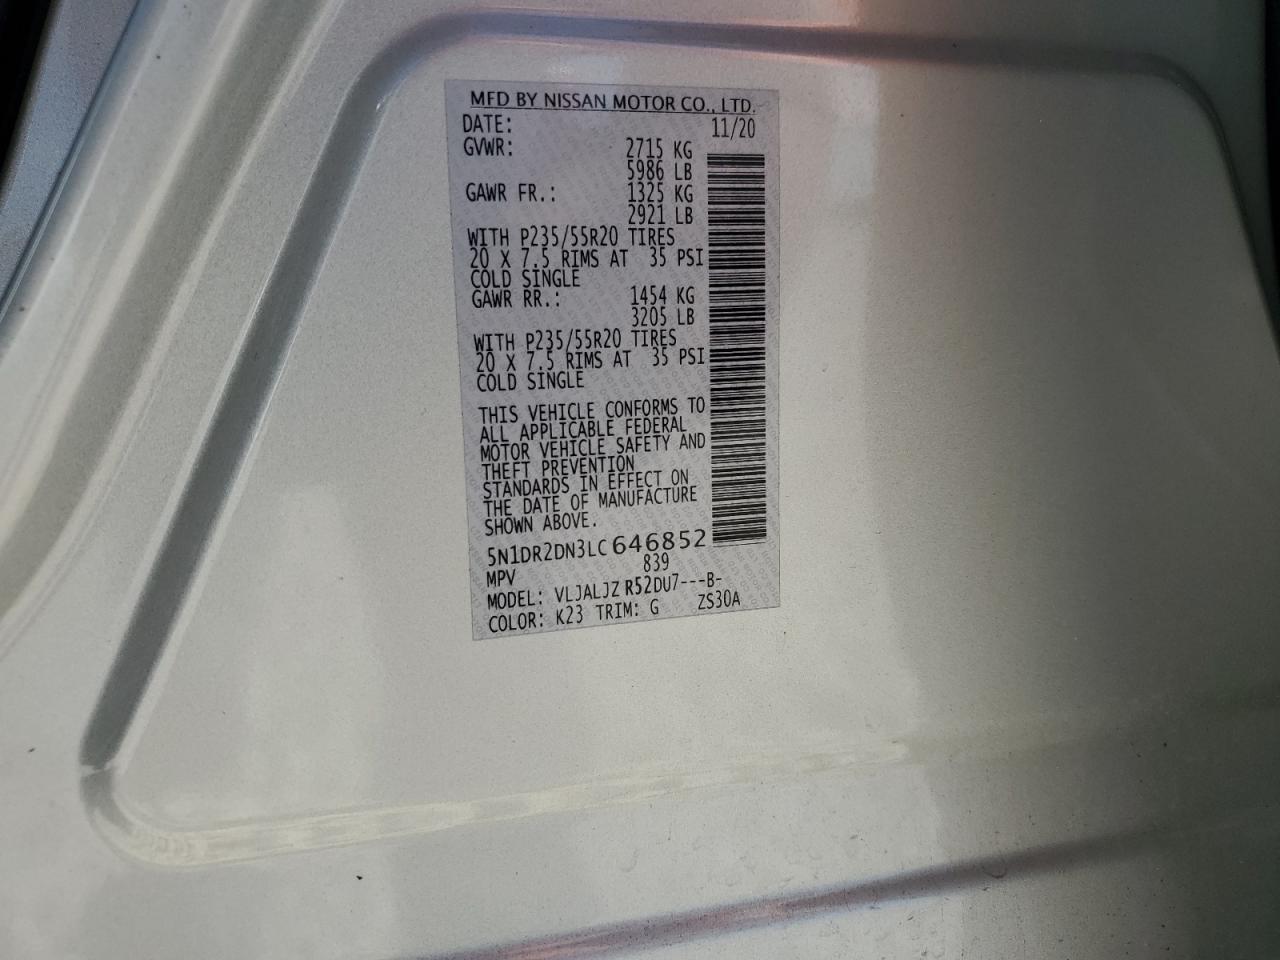 MFD BY NISSAN MOTOR CO., LTD.
DATE: 11/20
GVWR: 2715 KG
5986 LB
GAWR FR.: 1325 KG
2921 LB
WITH P235/55R20 TIRES
20 X 7.5 RIMS AT 35 PSI
COLD SINGLE
GAWR RR.: 1454 KG
3205 LB
WITH P235/55R20 TIRES
20 X 7.5 RIMS AT 35 PSI
COLD SINGLE
THIS VEHICLE CONFORMS TO
ALL APPLICABLE FEDERAL
MOTOR VEHICLE SAFETY AND
THEFT PREVENTION
STANDARDS IN EFFECT ON
THE DATE OF MANUFACTURE
SHOWN ABOVE.
5N1DR2DN3LC646852
839
MPV
MODEL: VLJALJZ R52DU7---B-
COLOR: K23 TRIM: G ZS30A